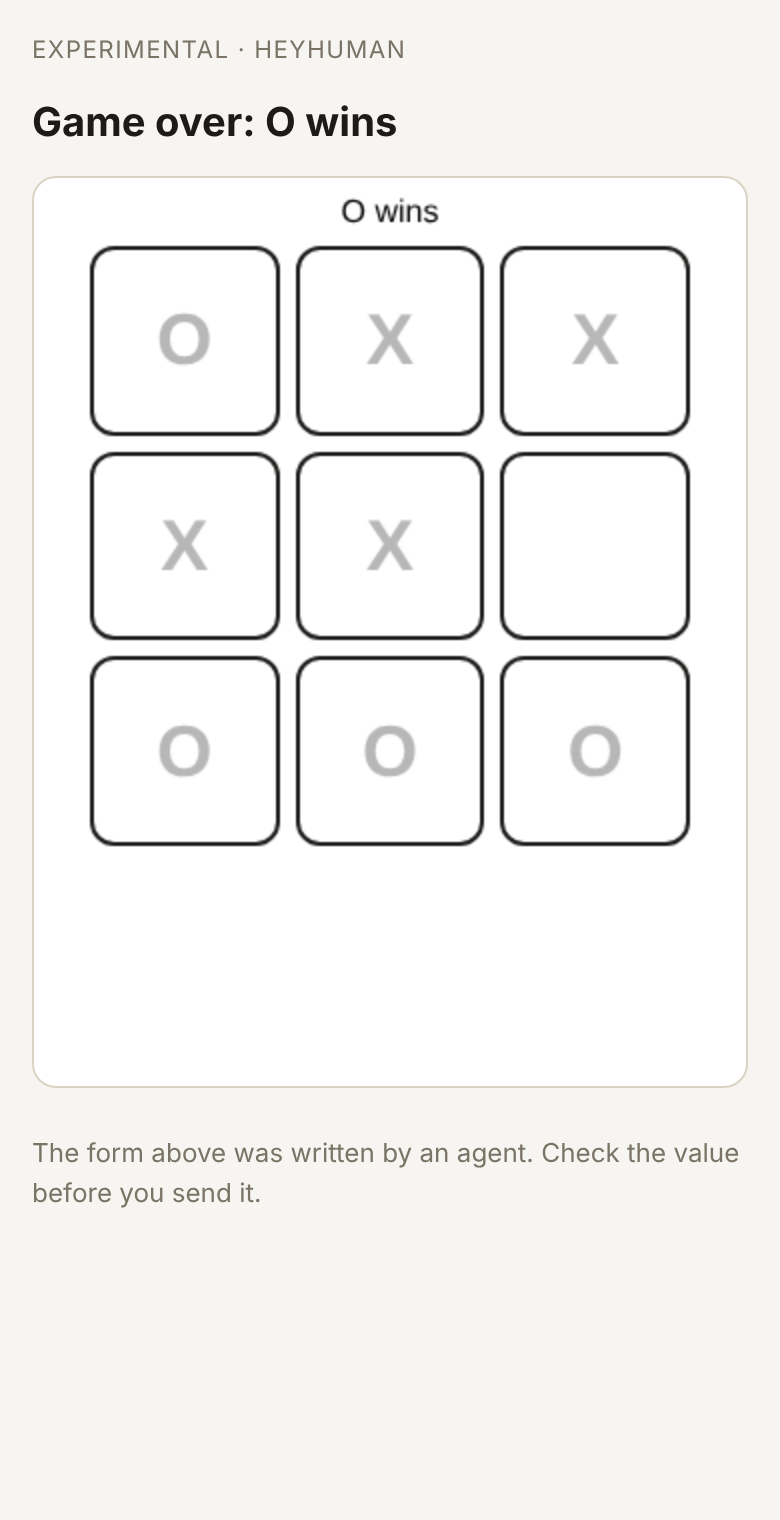 EXPERIMENTAL · HEYHUMAN
Game over: O wins
O wins
O X X
X X
O O O
The form above was written by an agent. Check the value
before you send it.